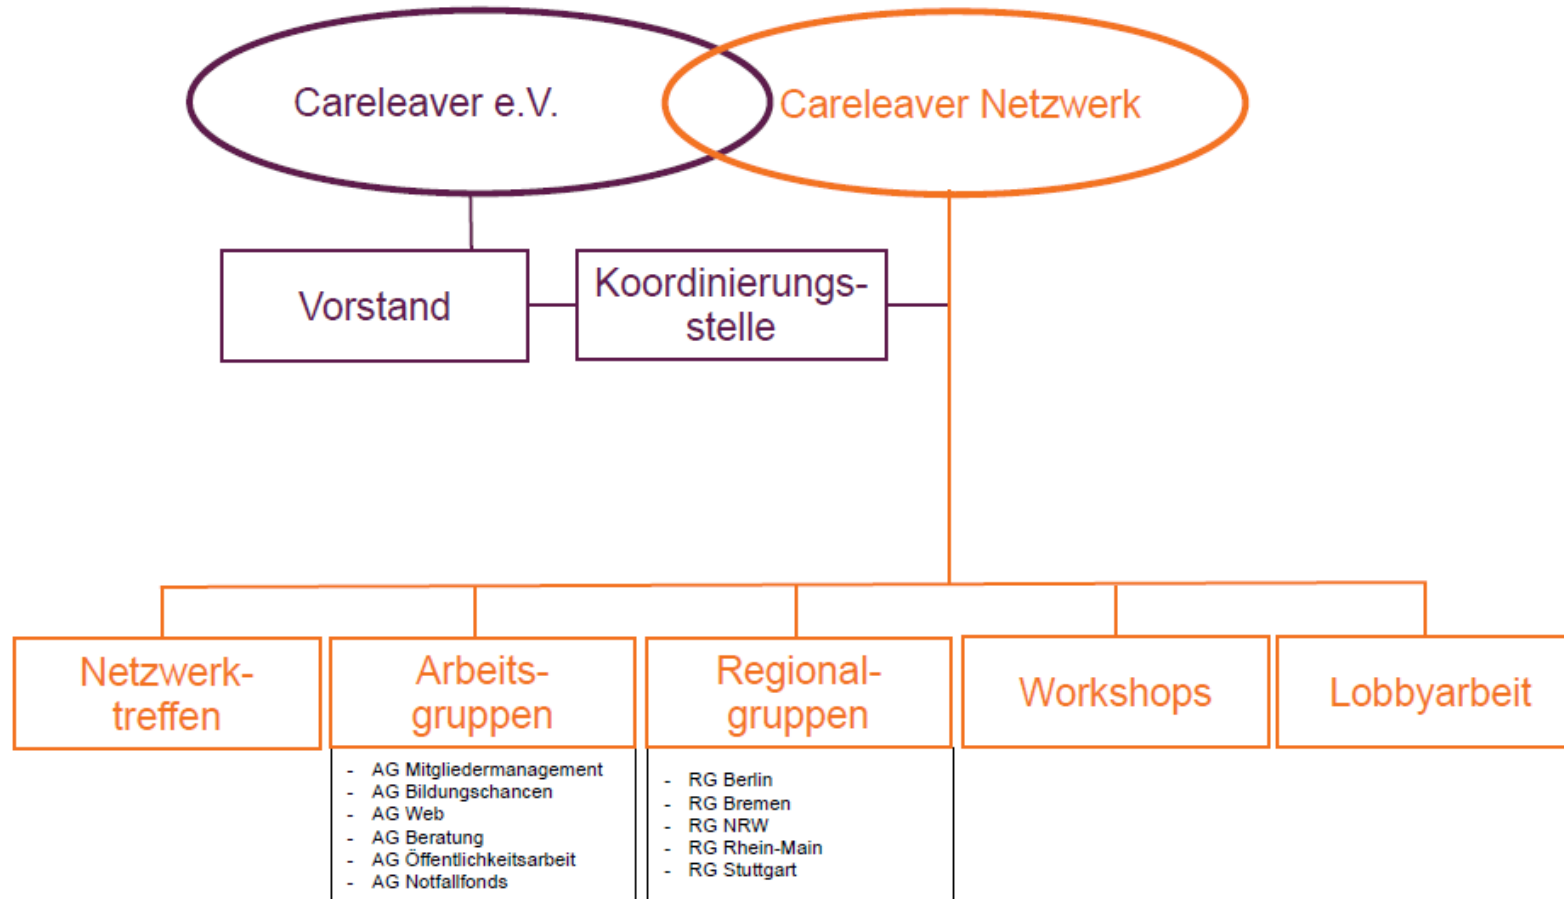 Careleaver e.V.
Careleaver Netzwerk
Vorstand
Koordinierungs-
stelle
Netzwerk-
treffen
Arbeits-
gruppen
- AG Mitgliedermanagement
- AG Bildungschancen
- AG Web
- AG Beratung
- AG Öffentlichkeitsarbeit
- AG Notfallfonds
Regional-
gruppen
- RG Berlin
- RG Bremen
- RG NRW
- RG Rhein-Main
- RG Stuttgart
Workshops
Lobbyarbeit